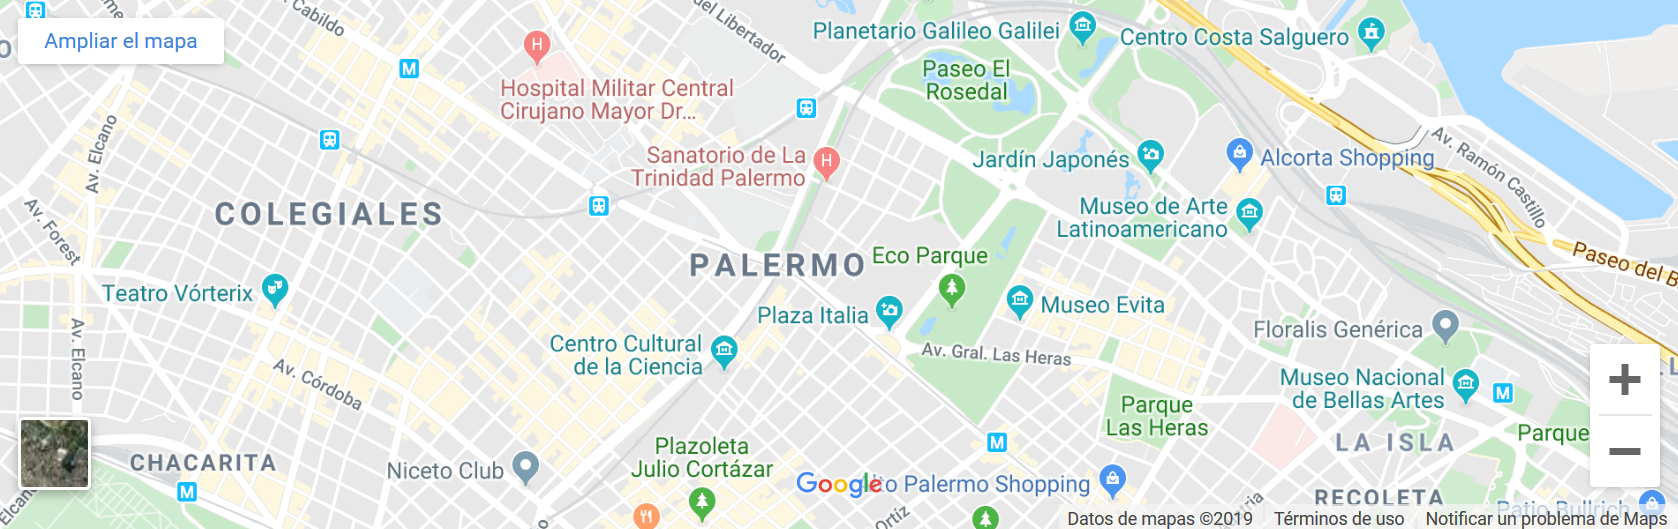 Cabildo
del Libertador
Planetario Galileo Galilei
Centro Costa Salguero
Ampliar el mapa
M
H
Paseo El
Rosedal
Hospital Militar Central
Cirujano Mayor Dr...
Av. Elcano
Sanatorio de La
Trinidad Palermo
H
Jardín Japonés
Alcorta Shopping
Av. Ramón Castillo
COLEGIALES
Av. Forest
Museo de Arte
Latinoamericano
PALERMO
Eco Parque
Paseo del B
Teatro Vórterix
Plaza Italia
Museo Evita
Floralis Genérica
Av. Elcano
Centro Cultural
de la Ciencia
Av. Gral. Las Heras
Av. Córdoba
Museo Nacional
de Bellas Artes
M
Parque
Las Heras
Parque
LA ISLA
CHACARITA
M
Niceto Club
Plazoleta
Julio Cortázar
M
Google
to Palermo Shopping
RECOLETA
Patio Bullrich
Elcano
Ortíz
Datos de mapas ©2019
Términos de uso
Notificar un problema de Maps